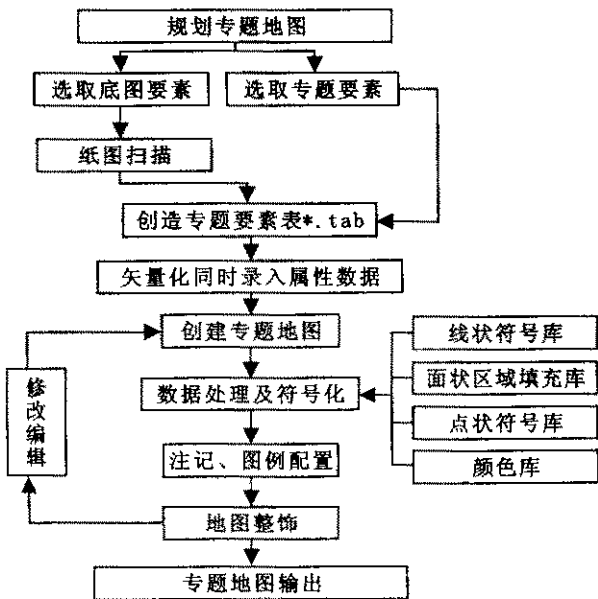 规划专题地图
选取底图要素
选取专题要素
纸图扫描
创造专题要素表*.tab
矢量化同时录入属性数据
创建专题地图
线状符号库
面状区域填充库
数据处理及符号化
点状符号库
颜色库
修改编辑
注记、图例配置
地图整饰
专题地图输出